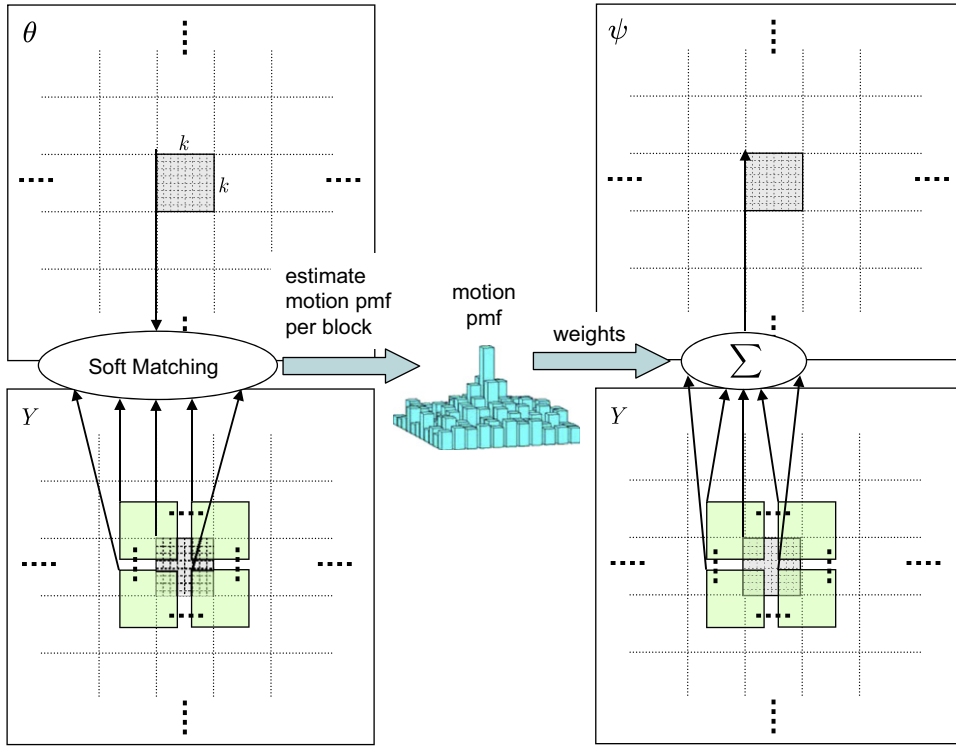 θ
k
k
Soft Matching
Y
estimate
motion pmf
per block
motion
pmf
weights
ψ
Σ
Y